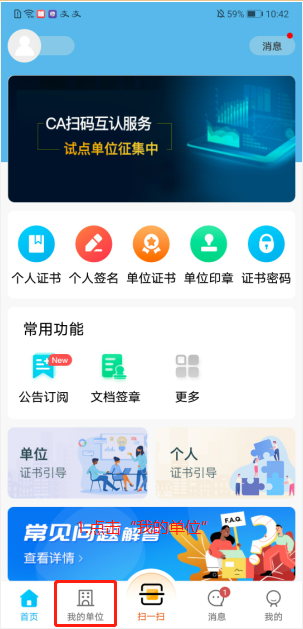 59% 10:42
消息
CA扫码互认服务
试点单位征集中
个人证书 个人签名 单位证书 单位印章 证书密码
常用功能
New
公告订阅 文档签章 更多
单位
证书引导
个人
证书引导
1.点击“我的单位”
常见问题解答
查看详情 >
F.A.Q.
1
首页 我的单位 扫一扫 消息 我的